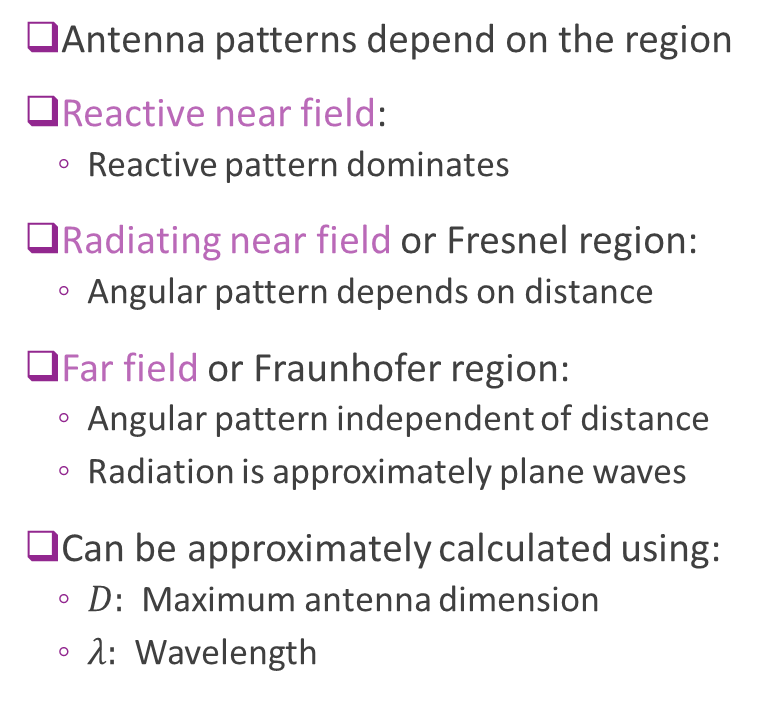 ❑Antenna patterns depend on the region
❑Reactive near field:
◦ Reactive pattern dominates
❑Radiating near field or Fresnel region:
◦ Angular pattern depends on distance
❑Far field or Fraunhofer region:
◦ Angular pattern independent of distance
◦ Radiation is approximately plane waves
❑Can be approximately calculated using:
◦ D: Maximum antenna dimension
◦ λ: Wavelength